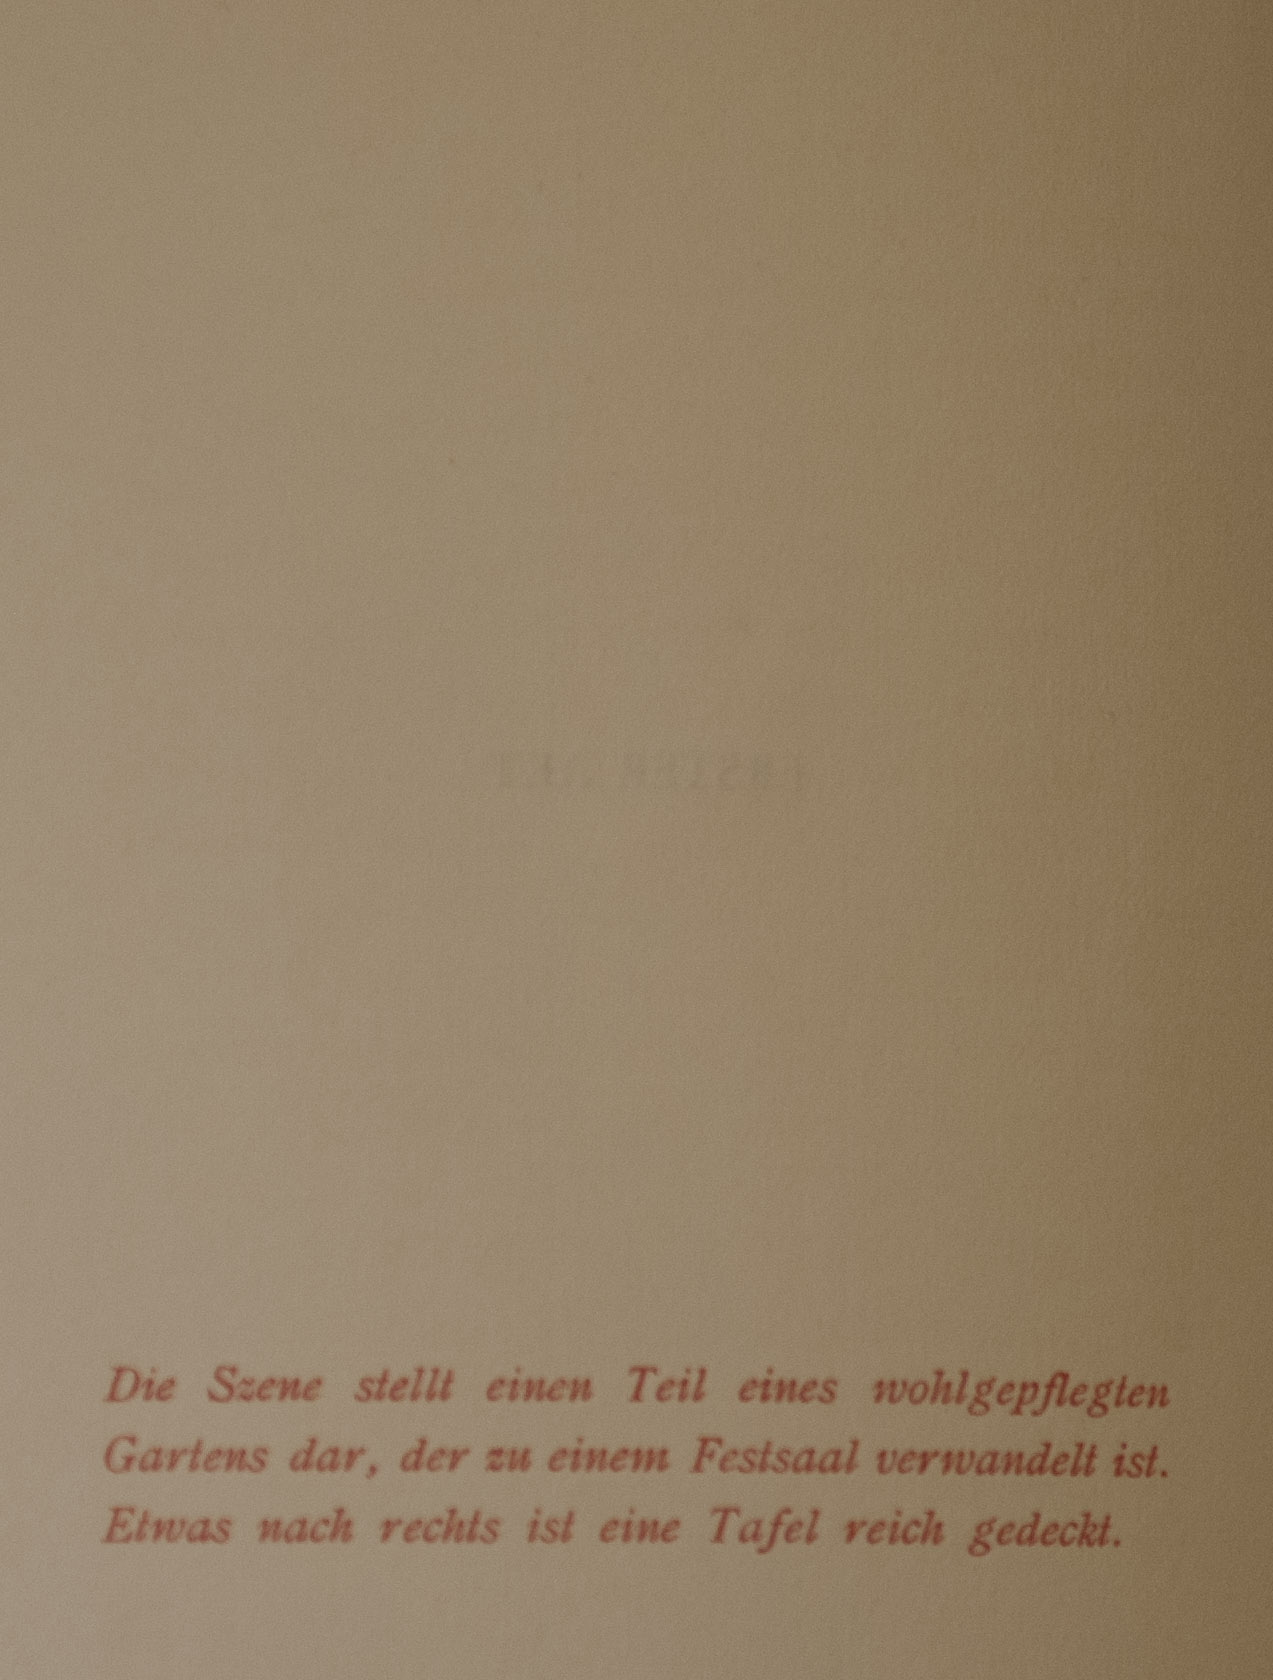 Die Szene stellt einen Teil eines wohlgepflegten
Gartens dar, der zu einem Festsaal verwandelt ist.
Etwas nach rechts ist eine Tafel reich gedeckt.